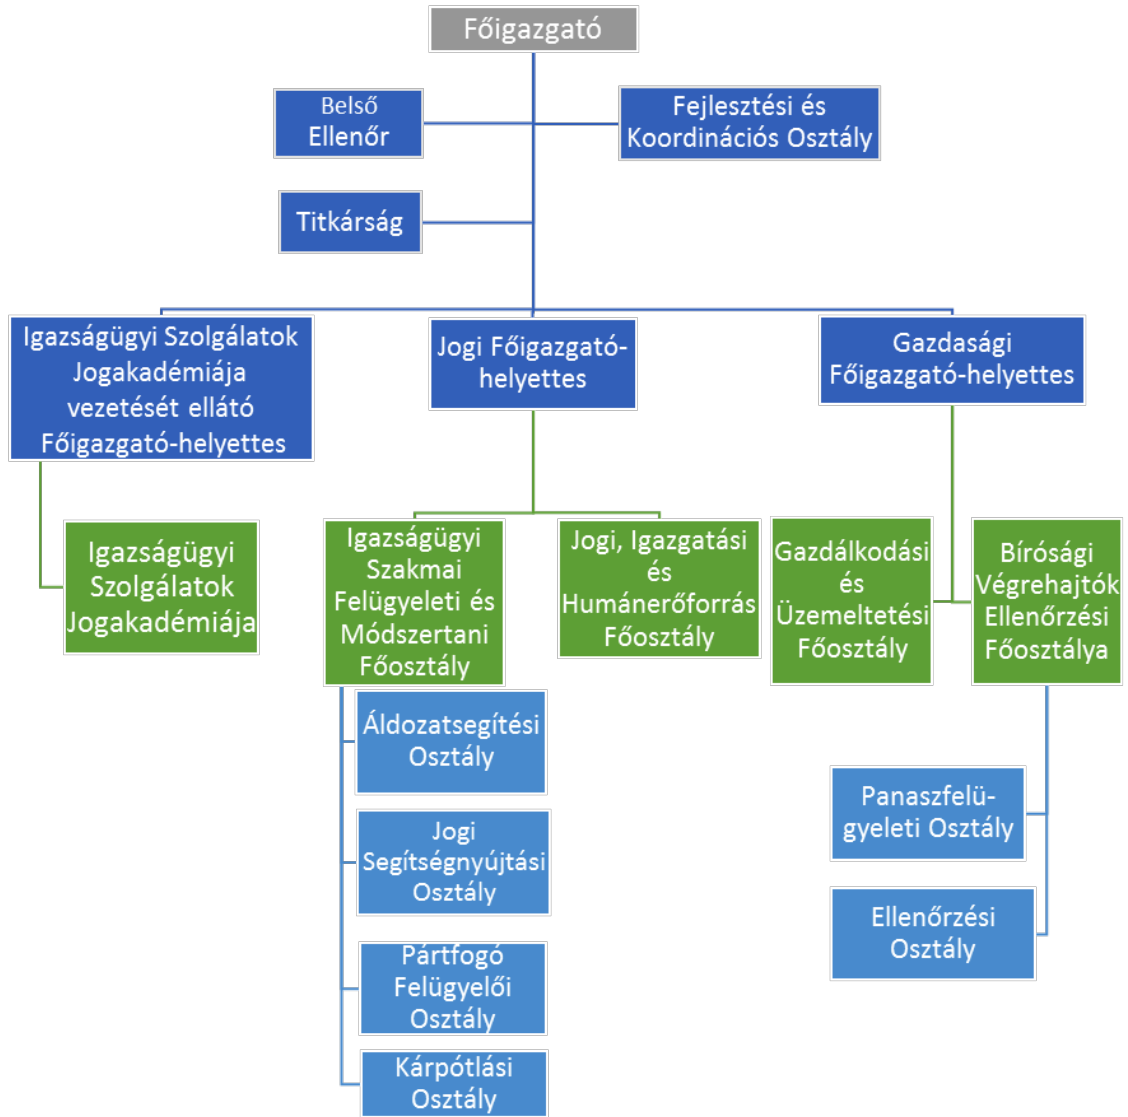 Főigazgató
Belső
Ellenőr
Fejlesztési és
Koordinációs Osztály
Titkárság
Igazságügyi Szolgálatok
Jogakadémiája
vezetését ellátó
Főigazgató-helyettes
Jogi Főigazgató-
helyettes
Gazdasági
Főigazgató-helyettes
Igazságügyi
Szolgálatok
Jogakadémiája
Igazságügyi
Szakmai
Felügyeleti és
Módszertani
Főosztály
Jogi, Igazgatási
és
Humánerőforrás
Főosztály
Gazdálkodási
és
Üzemeltetési
Főosztály
Bírósági
Végrehajtók
Ellenőrzési
Főosztálya
Áldozatsegítési
Osztály
Jogi
Segítségnyújtási
Osztály
Pártfogó
Felügyelői
Osztály
Kárpótlási
Osztály
Panaszfelü-
gyeleti Osztály
Ellenőrzési
Osztály